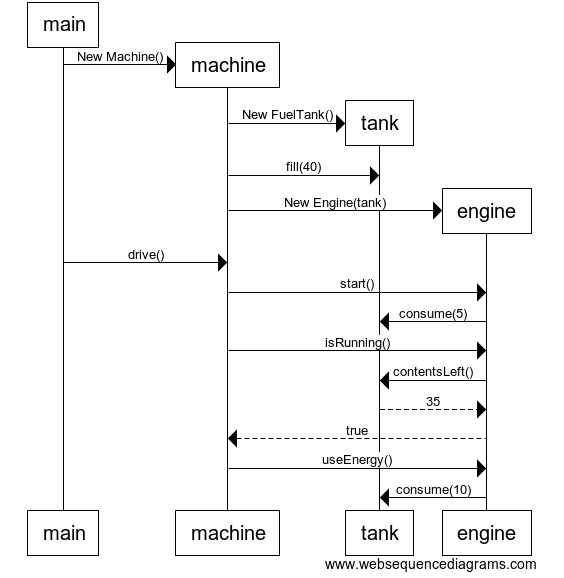 main
New Machine()
machine
New FuelTank()
tank
fill(40)
New Engine(tank)
engine
drive()
start()
consume(5)
isRunning()
contentsLeft()
35
true
useEnergy()
consume(10)
main
machine
tank
engine
www.websequencediagrams.com